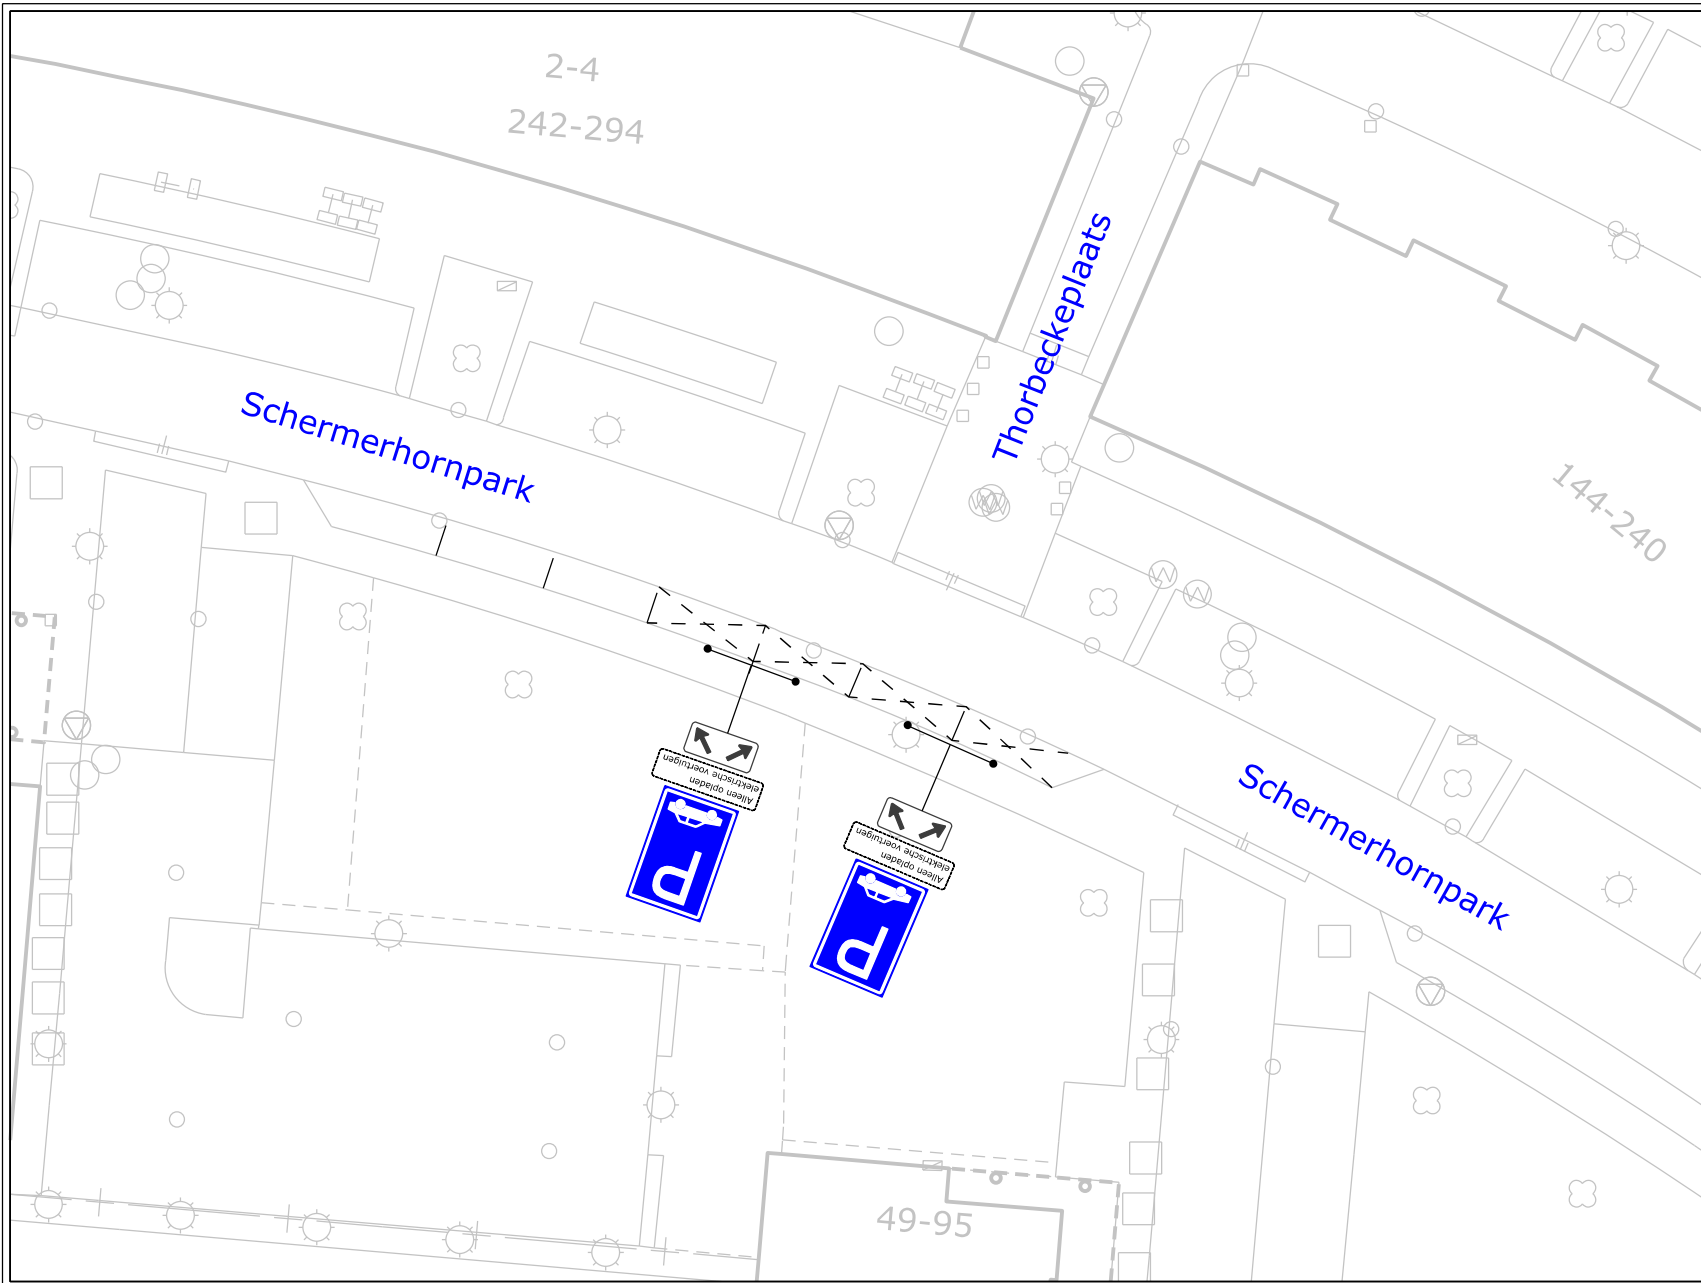 2-4
242-294
Thorbeckeplaats
Schermerhornpark
144-240
Alleen opladen
elektrische voertuigen
P
Alleen opladen
elektrische voertuigen
P
Schermerhornpark
49-95